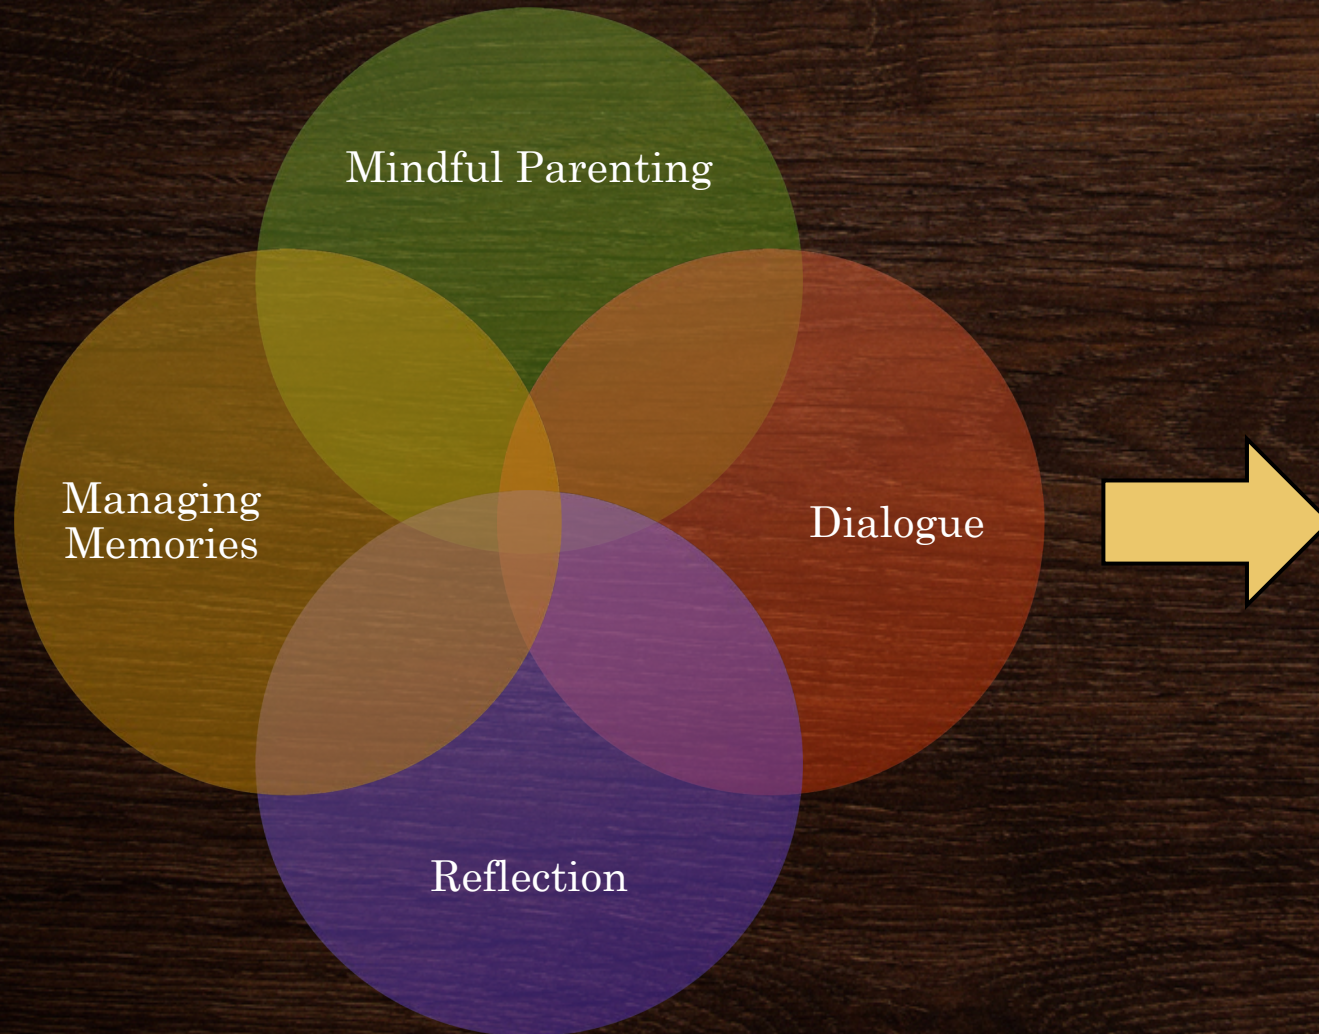 Mindful Parenting
Managing
Memories
Dialogue
Reflection